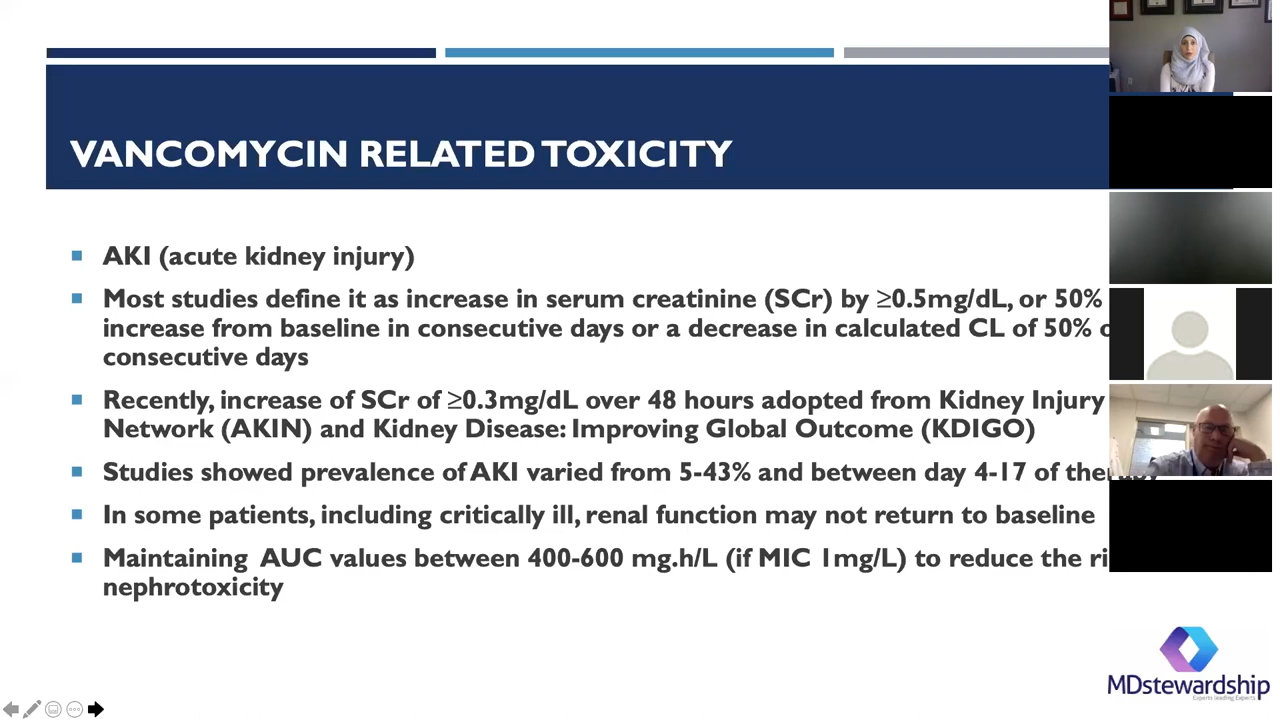 VANCOMYCIN RELATED TOXICITY
AKI (acute kidney injury)
Most studies define it as increase in serum creatinine (SCr) by ≥0.5mg/dL, or 50%
increase from baseline in consecutive days or a decrease in calculated CL of 50%
consecutive days
Recently, increase of SCr of ≥0.3mg/dL over 48 hours adopted from Kidney Injury
Network (AKIN) and Kidney Disease: Improving Global Outcome (KDIGO)
Studies showed prevalence of AKI varied from 5-43% and between day 4-17 of
In some patients, including critically ill, renal function may not return to baseline
Maintaining AUC values between 400-600 mg.h/L (if MIC 1mg/L) to reduce the
nephrotoxicity
MDstewardship
Experts leading Experts